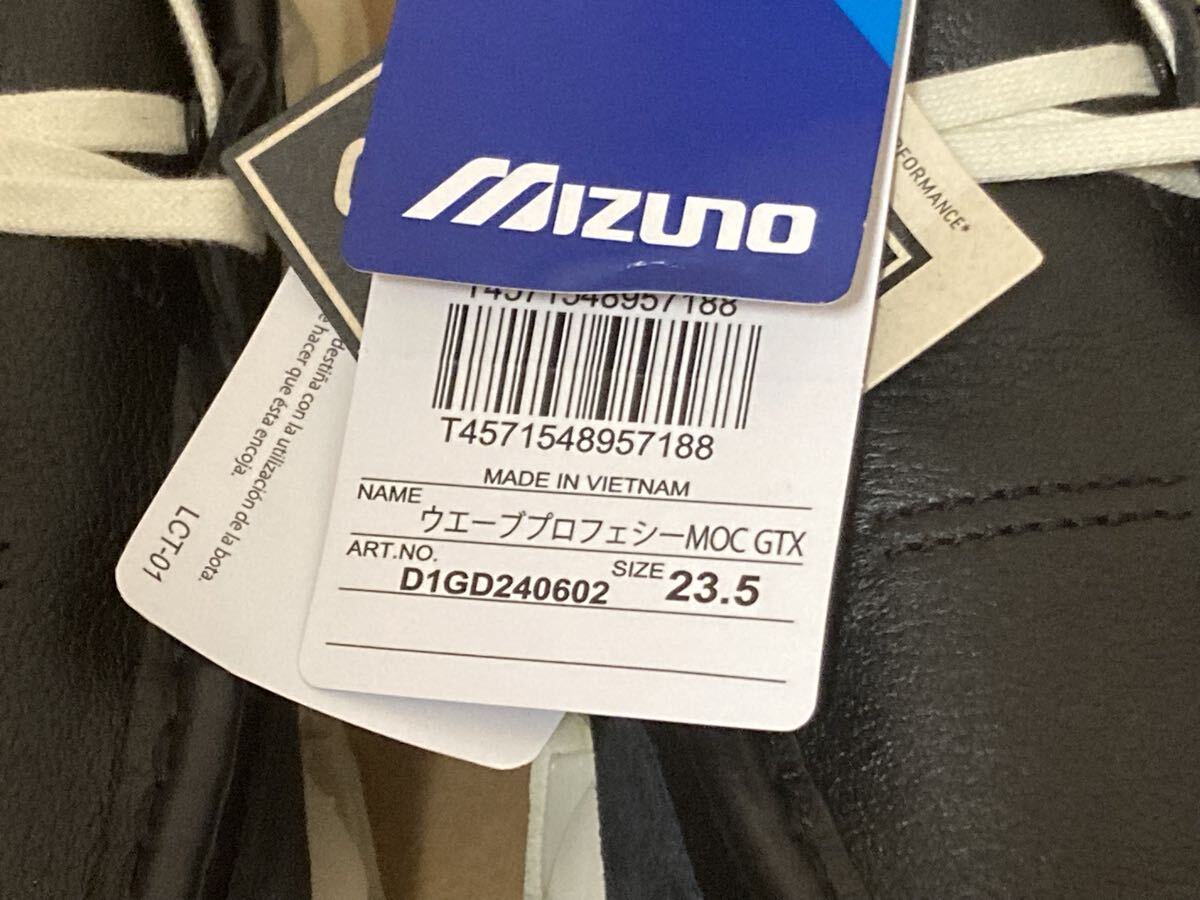 MIZUNO
PERFORMANCE*
T4571548957188
T4571548957188
MADE IN VIETNAM
NAME ウエーブプロフェシーMOC GTX
ART.NO. D1GD240602 SIZE 23.5
destiña con la utilización de la bota.
e hacer que ésta encoja.
LCT-01